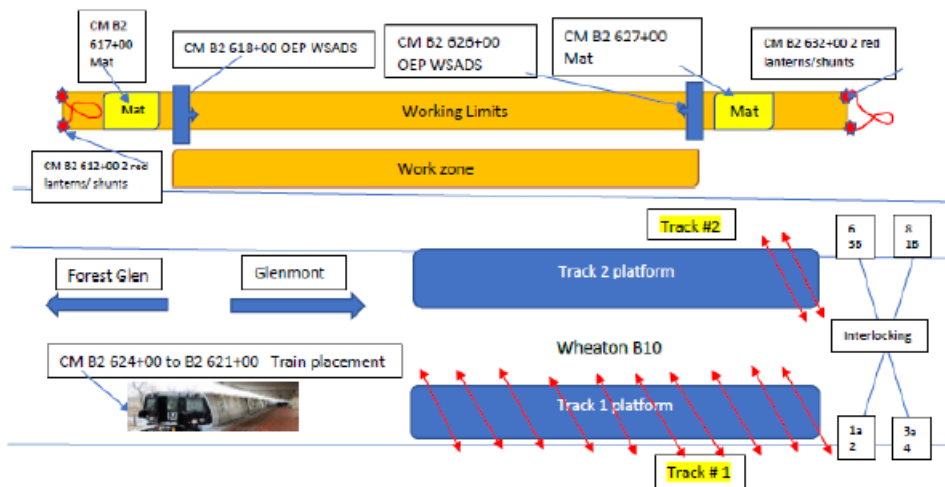 CM B2
617+00
Mat
CM B2 618+00 OEP WSADS
CM B2 626+00
OEP WSADS
CM B2 627+00
Mat
CM B2 632+00 2 red
lanterns/shunts
Mat
Working Limits
Mat
CM B2 612+00 2 red
lanterns/ shunts
Work zone
Track #2
6
8
1B
Forest Glen
Glenmont
Track 2 platform
Interlocking
CM B2 624+00 to B2 621+00 Train placement
Wheaton B10
Track 1 platform
1a
2
3a
4
Track # 1